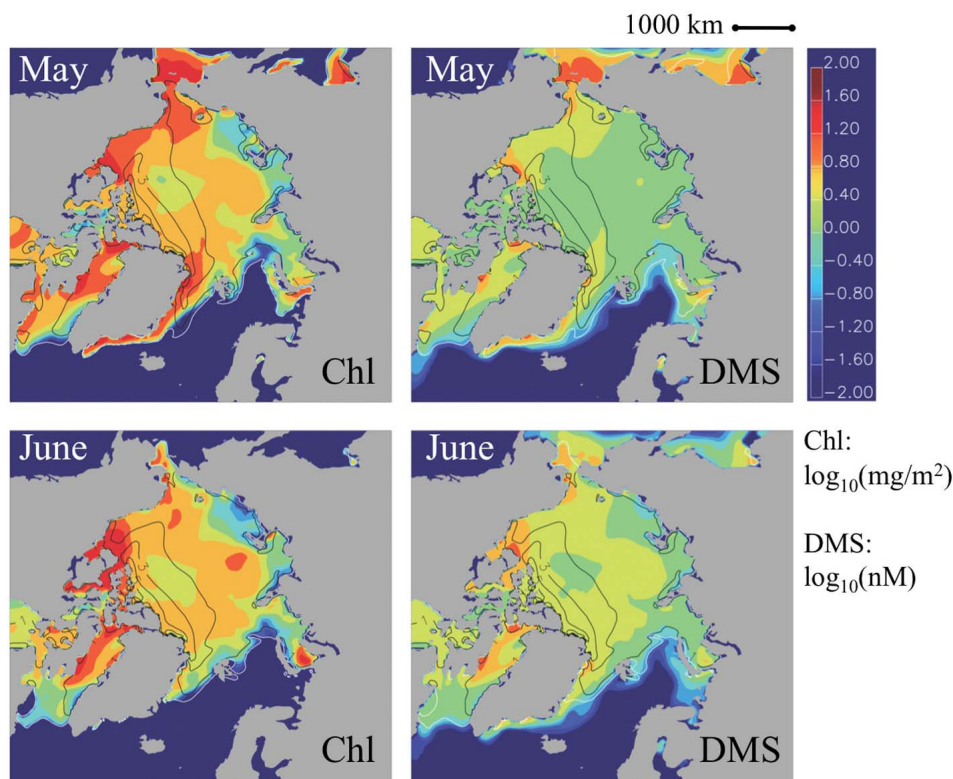 1000 km
May
Chl
May
DMS
2.00
1.60
1.20
0.80
0.40
0.00
−0.40
−0.80
−1.20
−1.60
−2.00
June
Chl
June
DMS
Chl:
log₁₀(mg/m²)
DMS:
log₁₀(nM)